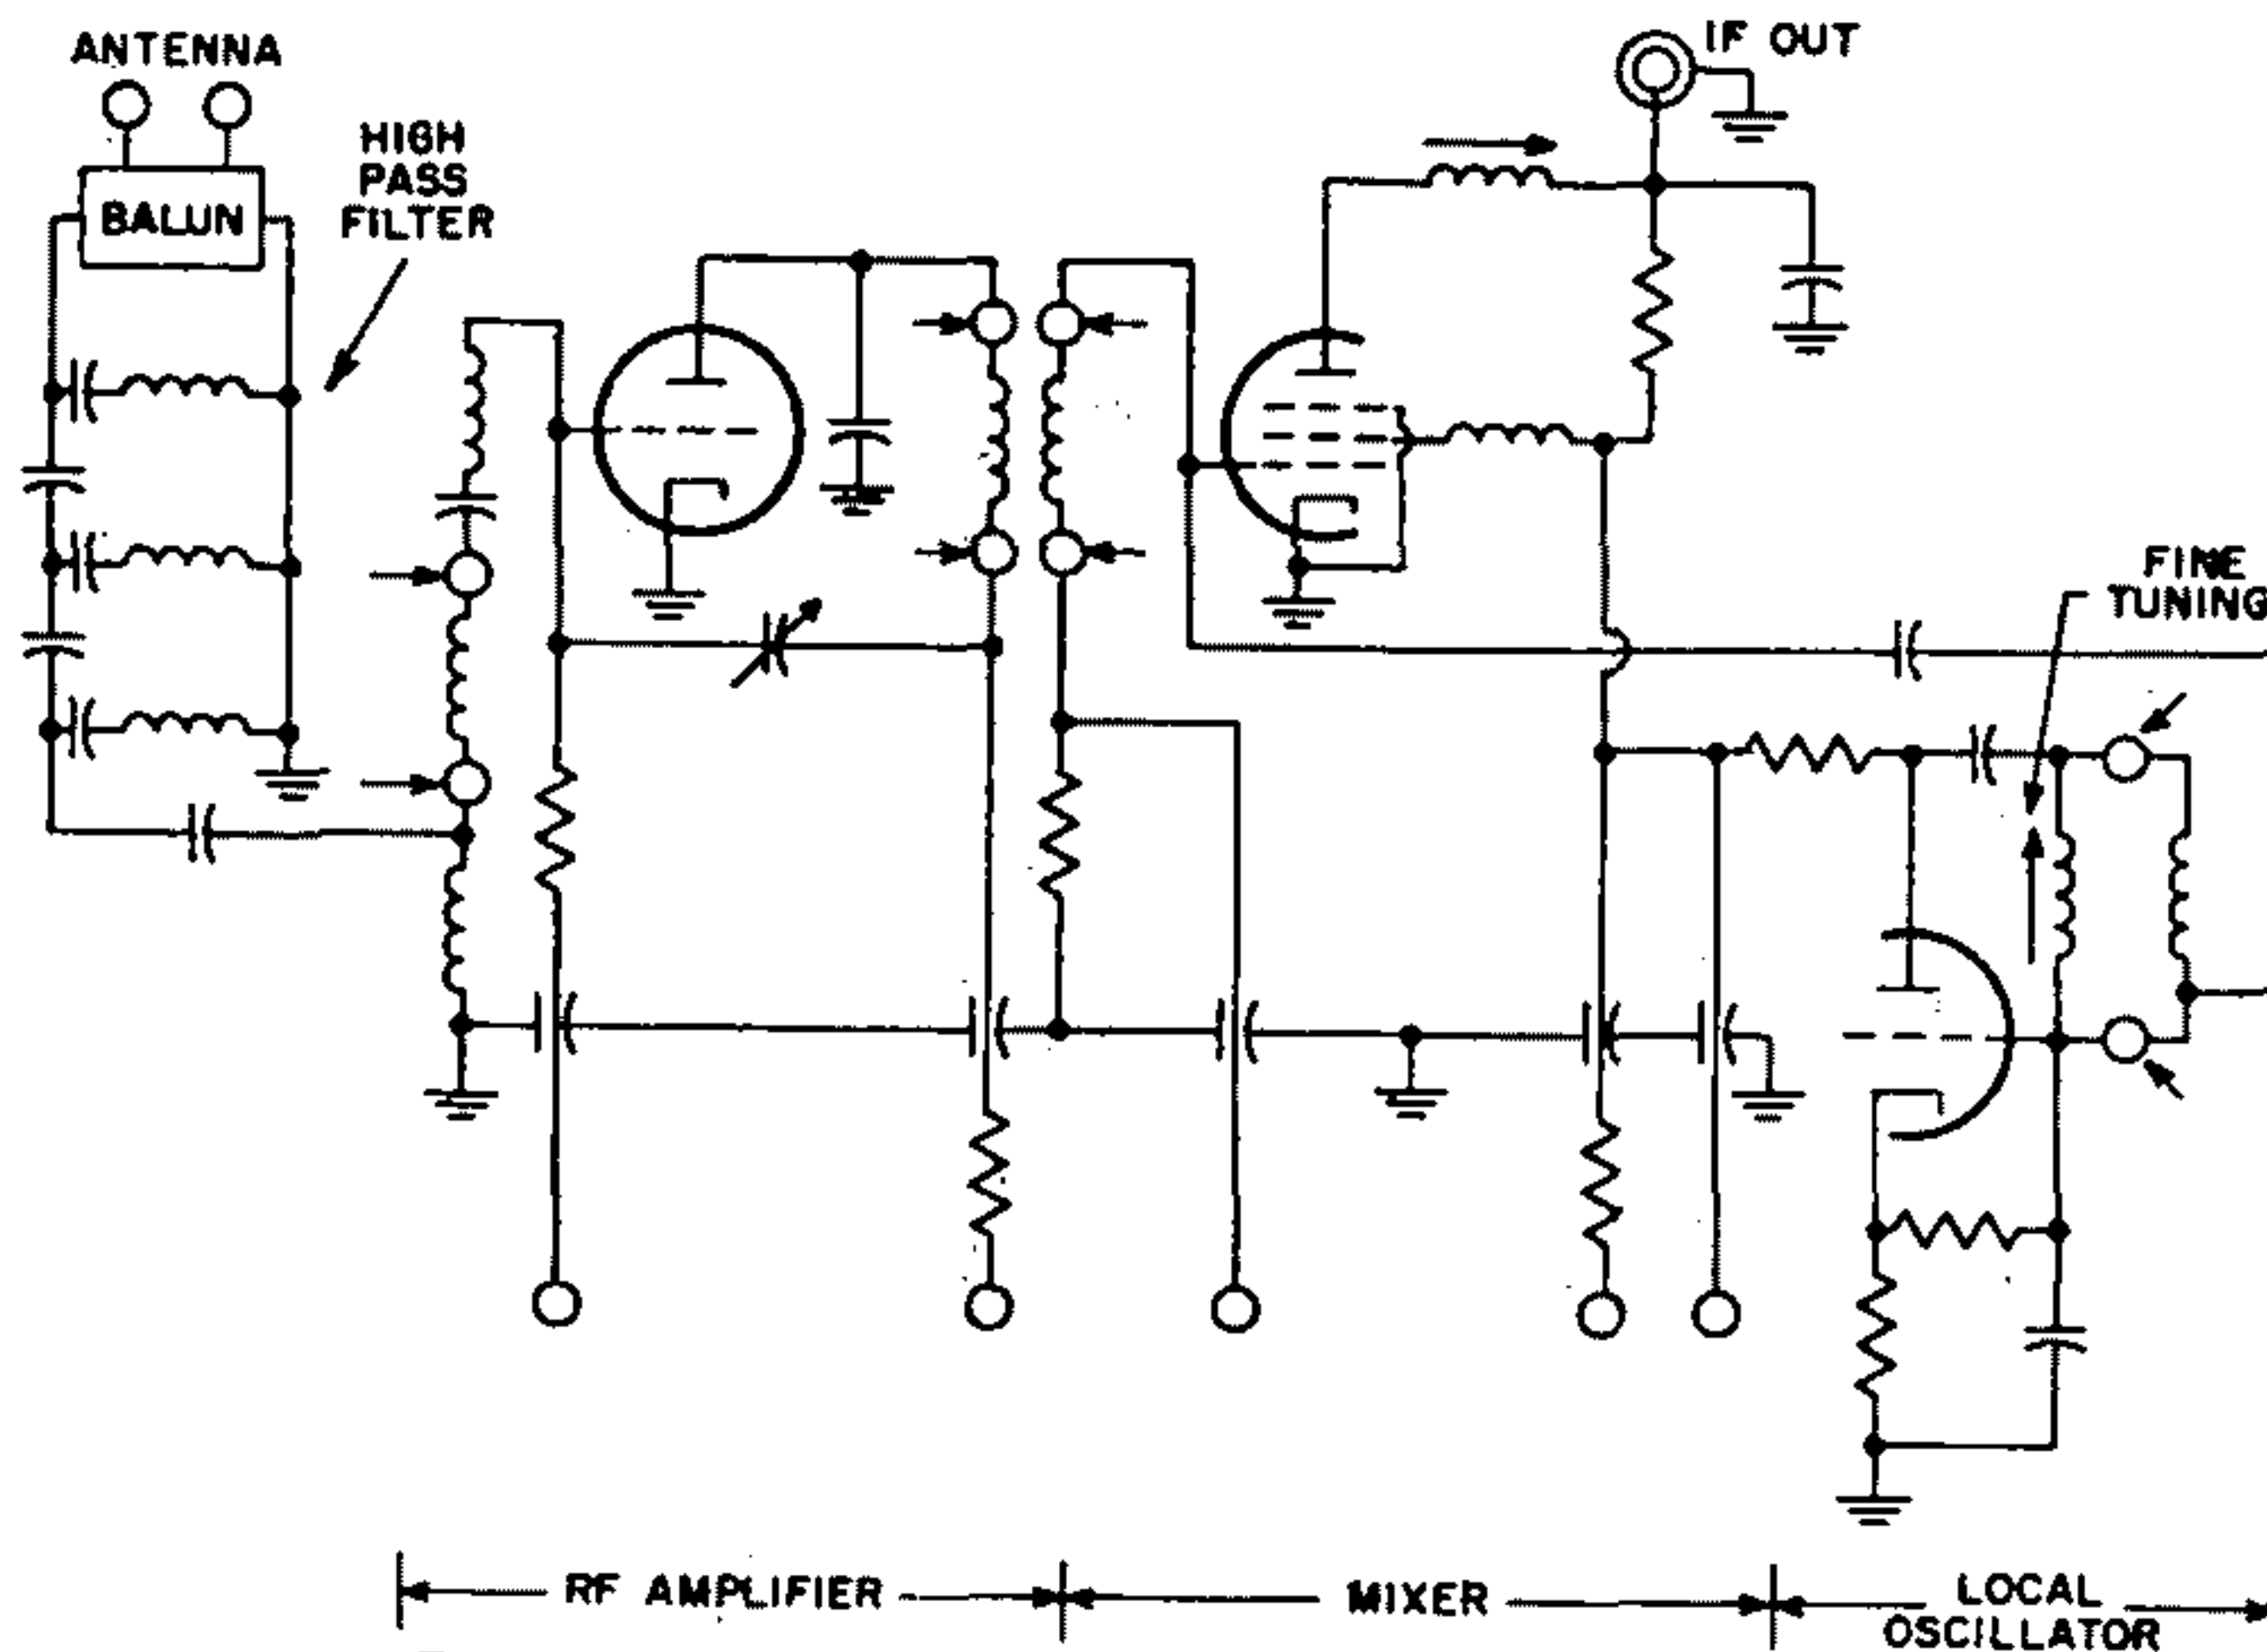 ANTENNA
IF OUT
HIGH
PASS
FILTER
BALUN
FINE
TUNING
RF AMPLIFIER
MIXER
LOCAL
OSCILLATOR